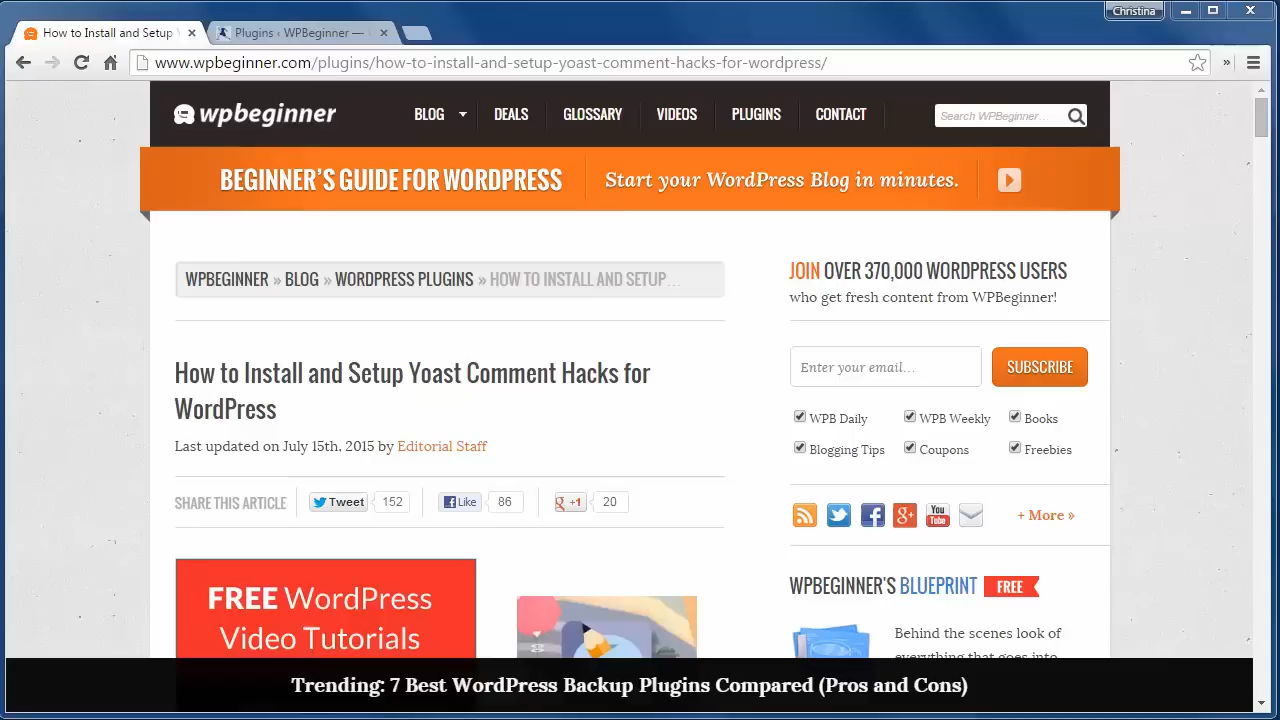 Christina
How to Install and Setup
Plugins ‹ WPBeginner —
www.wpbeginner.com/plugins/how-to-install-and-setup-yoast-comment-hacks-for-wordpress/
wpbeginner BLOG DEALS GLOSSARY VIDEOS PLUGINS CONTACT Search WPBeginner...
BEGINNER'S GUIDE FOR WORDPRESS Start your WordPress Blog in minutes.
WPBEGINNER » BLOG » WORDPRESS PLUGINS » HOW TO INSTALL AND SETUP...
How to Install and Setup Yoast Comment Hacks for
WordPress
Last updated on July 15th, 2015 by Editorial Staff
SHARE THIS ARTICLE Tweet 152 Like 86 +1 20
FREE WordPress
Video Tutorials
JOIN OVER 370,000 WORDPRESS USERS
who get fresh content from WPBeginner!
Enter your email... SUBSCRIBE
WPB Daily WPB Weekly Books
Blogging Tips Coupons Freebies
You Tube + More »
WPBEGINNER'S BLUEPRINT FREE
Behind the scenes look of
everything that goes into
Trending: 7 Best WordPress Backup Plugins Compared (Pros and Cons)